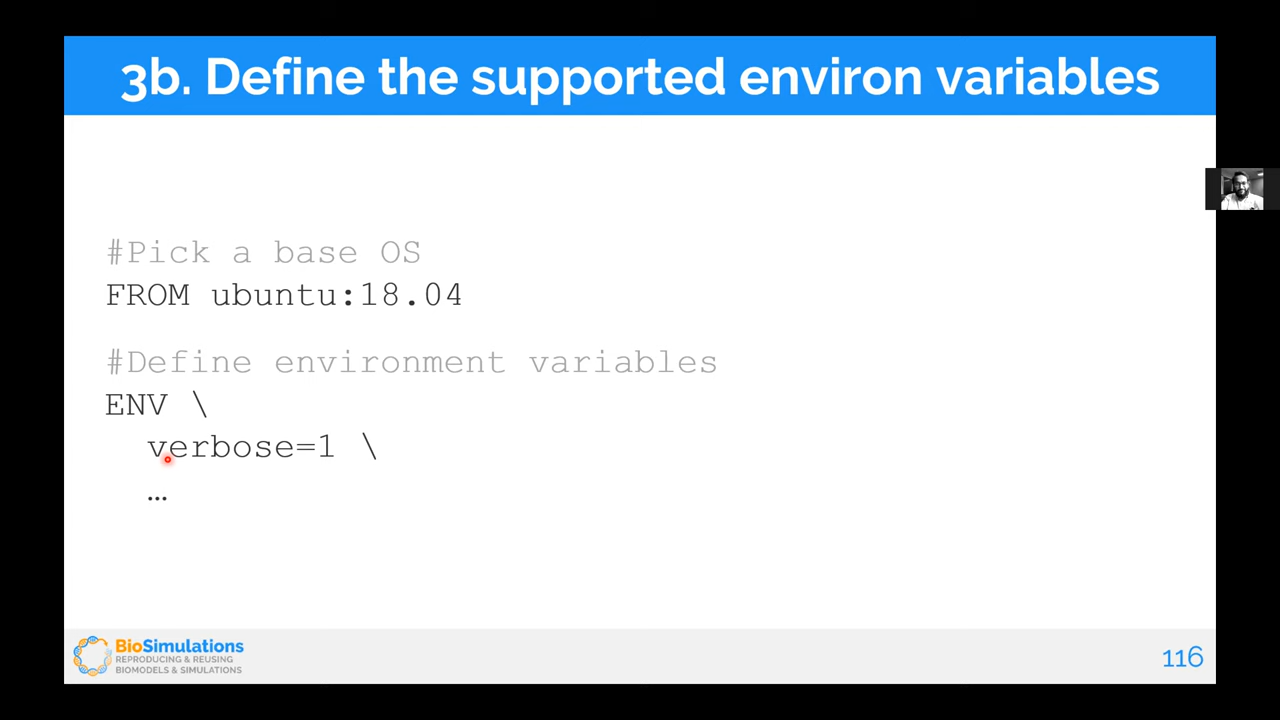 3b. Define the supported environ variables
#Pick a base OS
FROM ubuntu:18.04
#Define environment variables
ENV \
verbose=1 \
…
BioSimulations
REPRODUCING & REUSING
BIOMODELS & SIMULATIONS
116